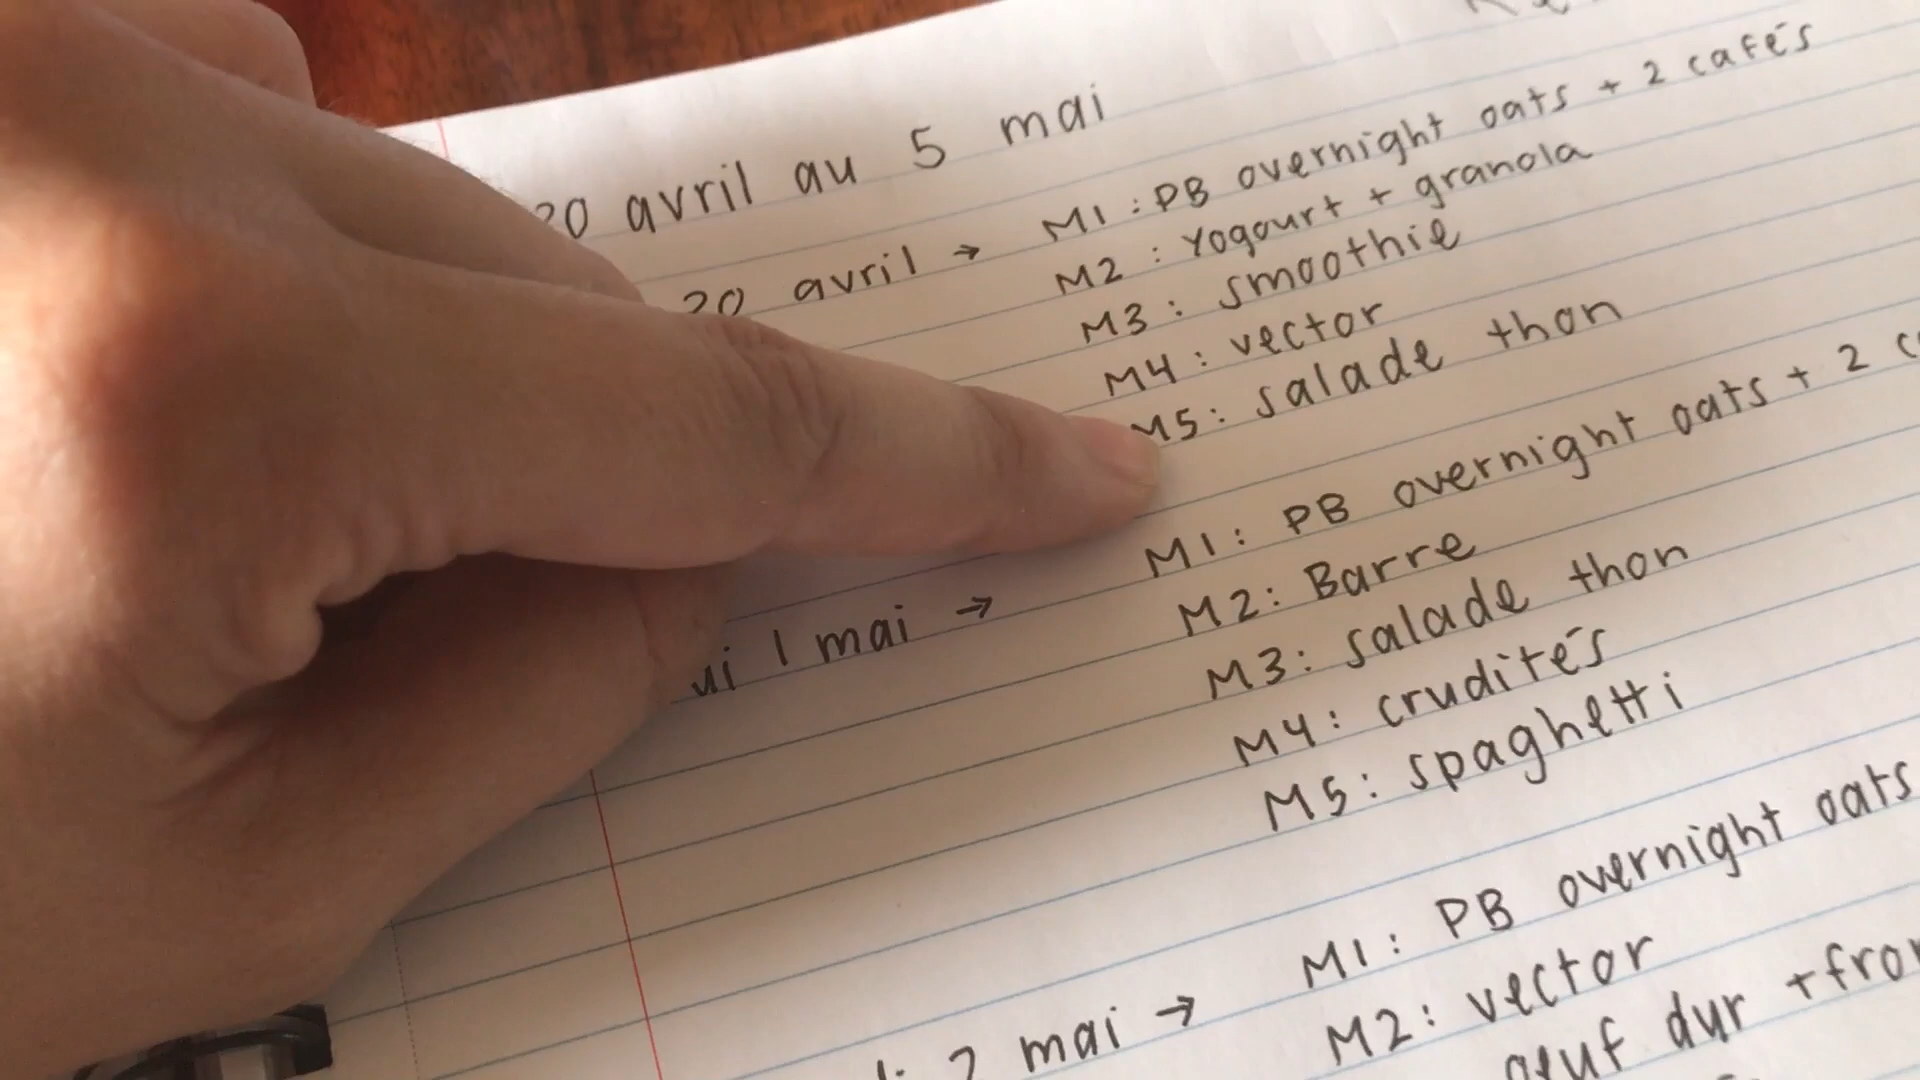 20 avril au 5 mai
20 avril → M1 : PB overnight oats + 2 cafés
M2 : Yogourt + granola
M3 : smoothie
M4 : vector
M5 : salade thon
1 mai → M1 : PB overnight oats + 2
M2 : Barre
M3 : salade thon
M4 : crudités
M5 : spaghetti
2 mai → M1 : PB overnight oats
M2 : vector
oeuf dur +